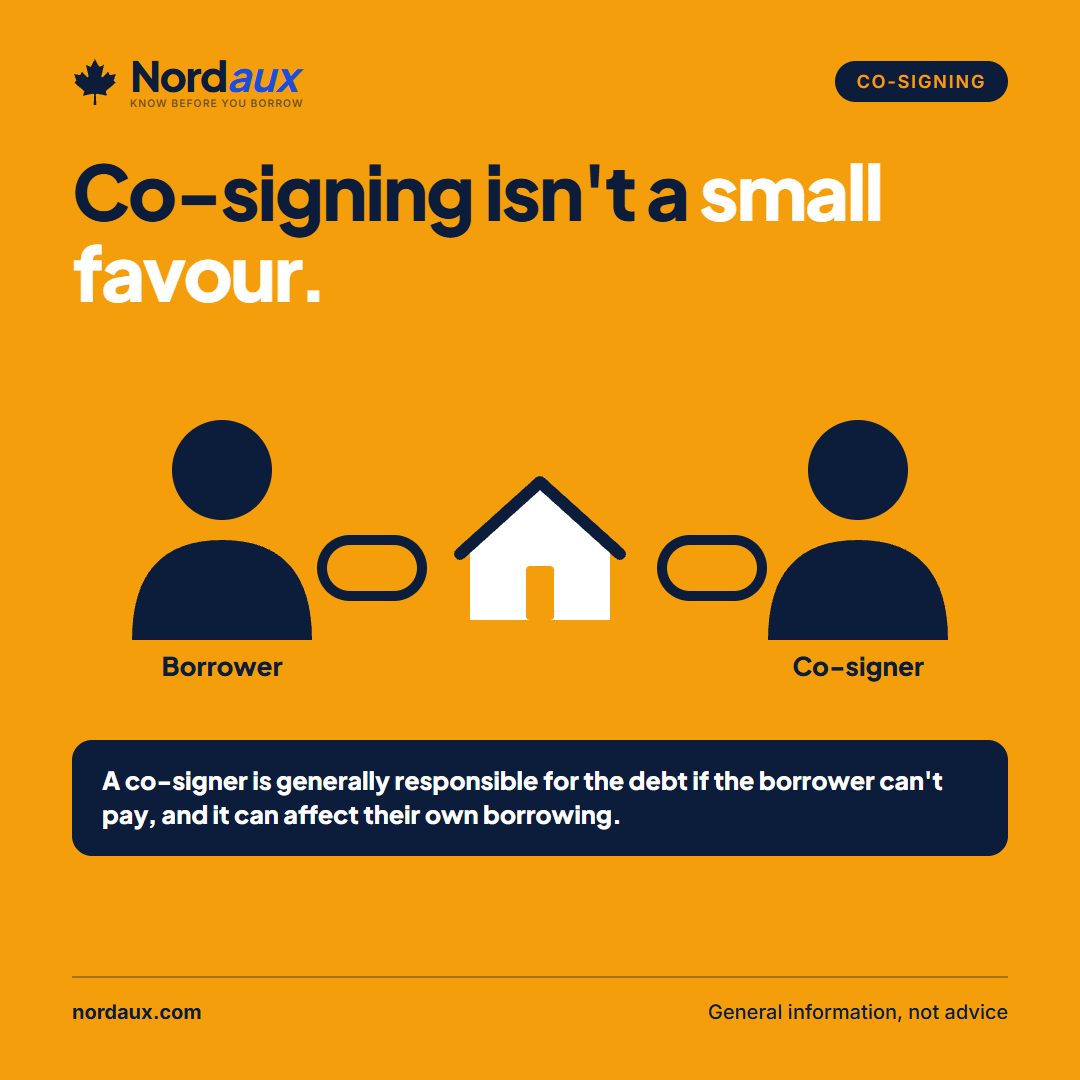 Nordaux
KNOW BEFORE YOU BORROW
CO-SIGNING
Co-signing isn't a small
favour.
Borrower
Co-signer
A co-signer is generally responsible for the debt if the borrower can't
pay, and it can affect their own borrowing.
nordaux.com
General information, not advice